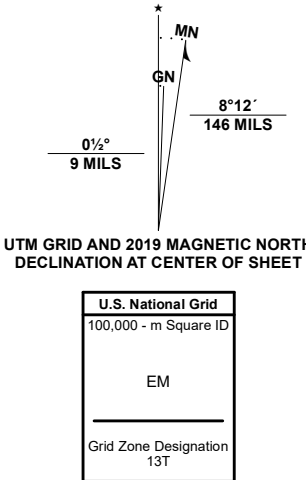 ★
MN
GN
8°12´
146 MILS
0½°
9 MILS
UTM GRID AND 2019 MAGNETIC NORTH
DECLINATION AT CENTER OF SHEET
U.S. National Grid
100,000 - m Square ID
EM
Grid Zone Designation
13T